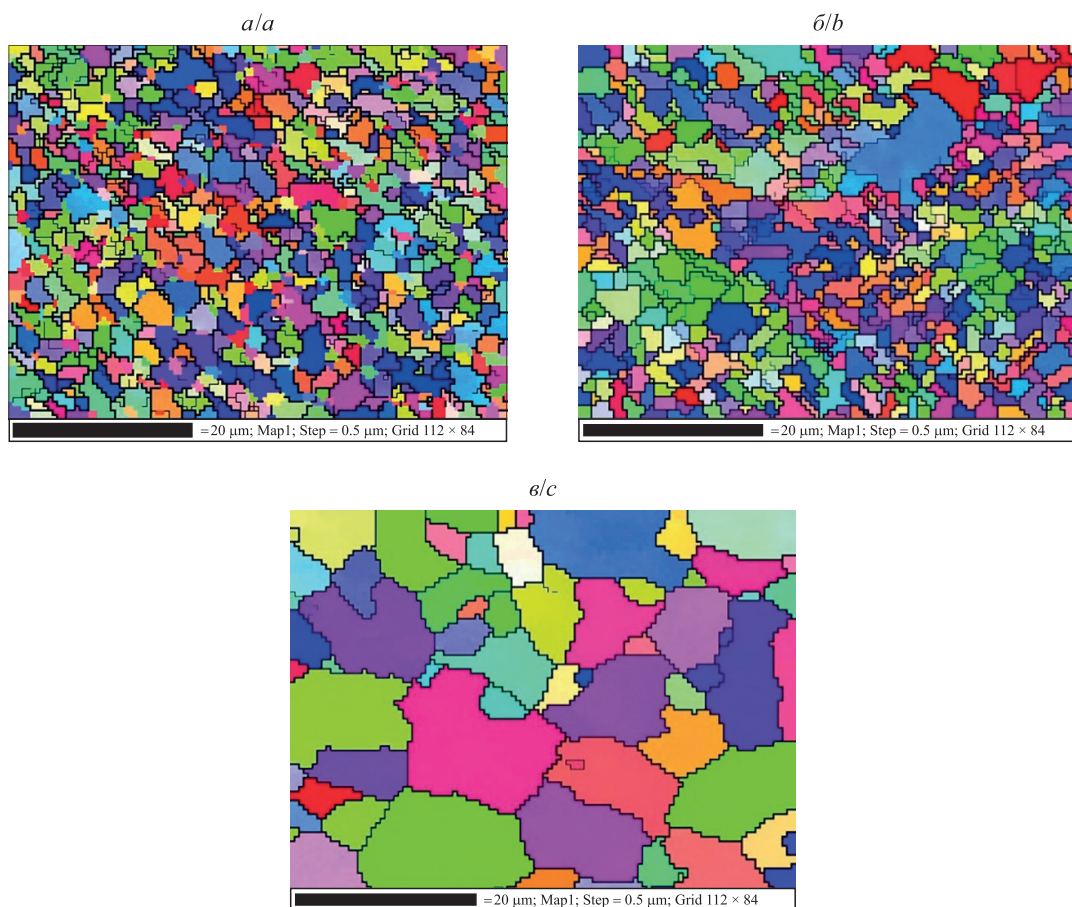 а/a
б/b
=20 μm; Map1; Step = 0.5 μm; Grid 112 × 84
=20 μm; Map1; Step = 0.5 μm; Grid 112 × 84
в/c
=20 μm; Map1; Step = 0.5 μm; Grid 112 × 84